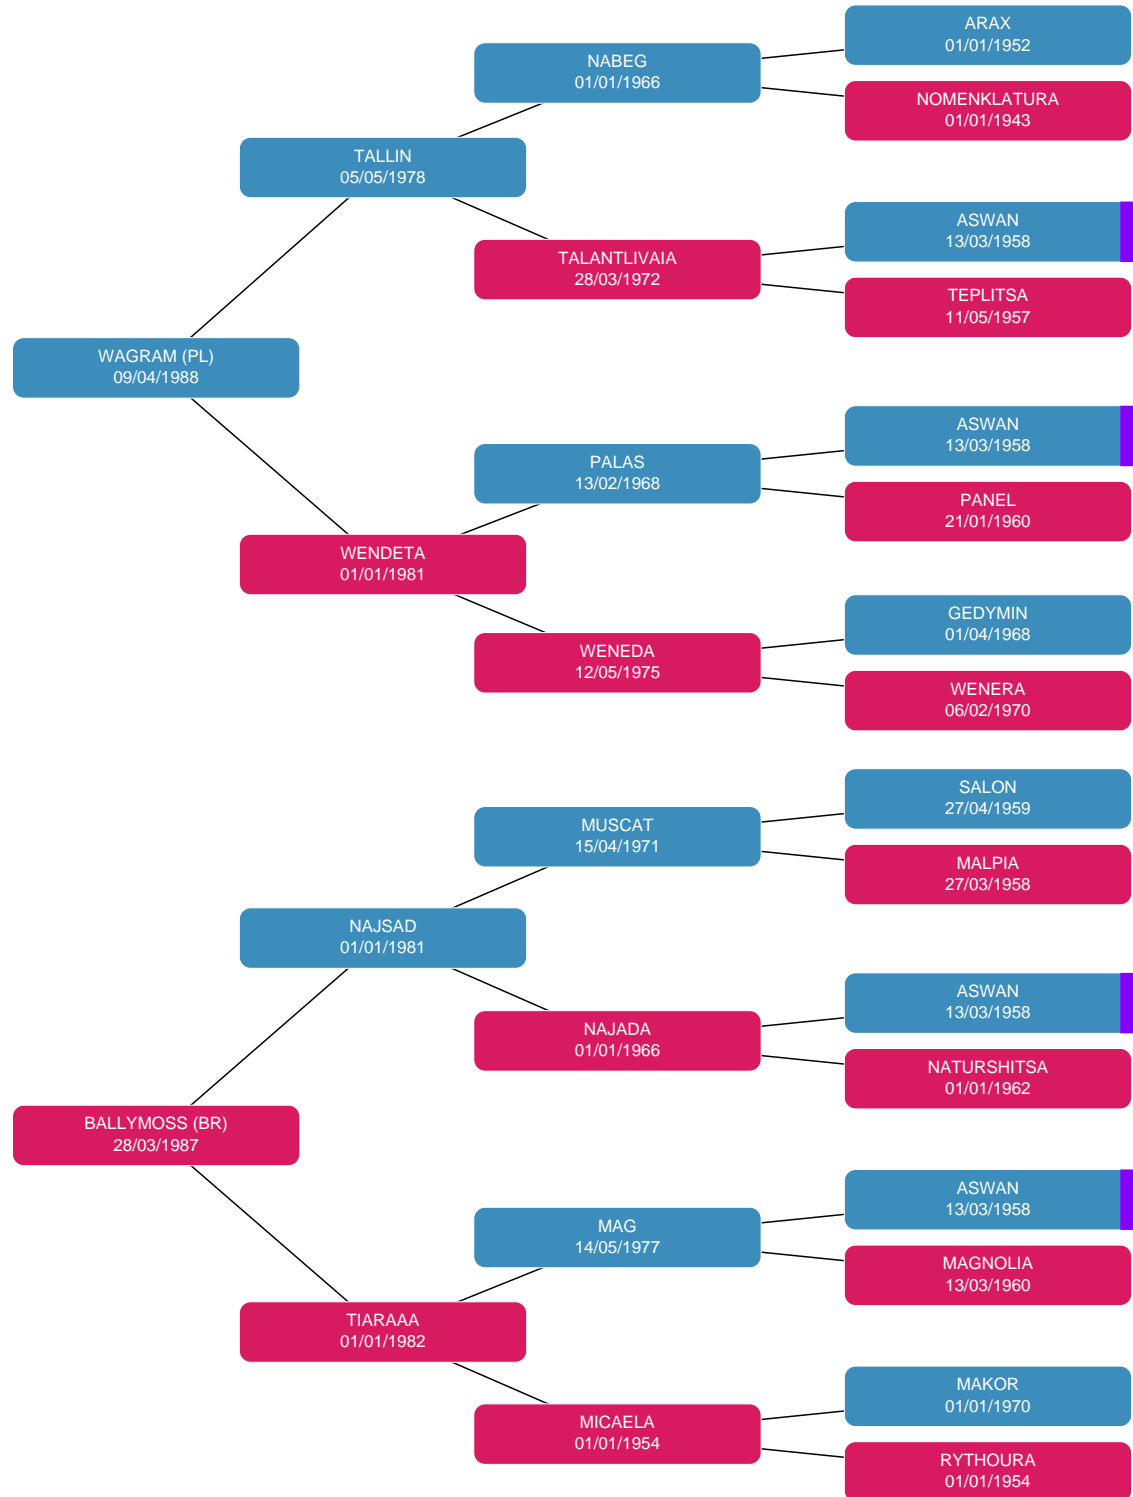 ARAX
01/01/1952
NABEG
01/01/1966
NOMENKLATURA
01/01/1943
TALLIN
05/05/1978
ASWAN
13/03/1958
TALANTLIVAIA
28/03/1972
TEPLITSA
11/05/1957
WAGRAM (PL)
09/04/1988
ASWAN
13/03/1958
PALAS
13/02/1968
PANEL
21/01/1960
WENDETA
01/01/1981
GEDYMIN
01/04/1968
WENEDA
12/05/1975
WENERA
06/02/1970
SALON
27/04/1959
MUSCAT
15/04/1971
MALPIA
27/03/1958
NAJSAD
01/01/1981
ASWAN
13/03/1958
NAJADA
01/01/1966
NATURSHITSA
01/01/1962
BALLYMOSS (BR)
28/03/1987
ASWAN
13/03/1958
MAG
14/05/1977
MAGNOLIA
13/03/1960
TIARAAA
01/01/1982
MAKOR
01/01/1970
MICAELA
01/01/1954
RYTHOURA
01/01/1954